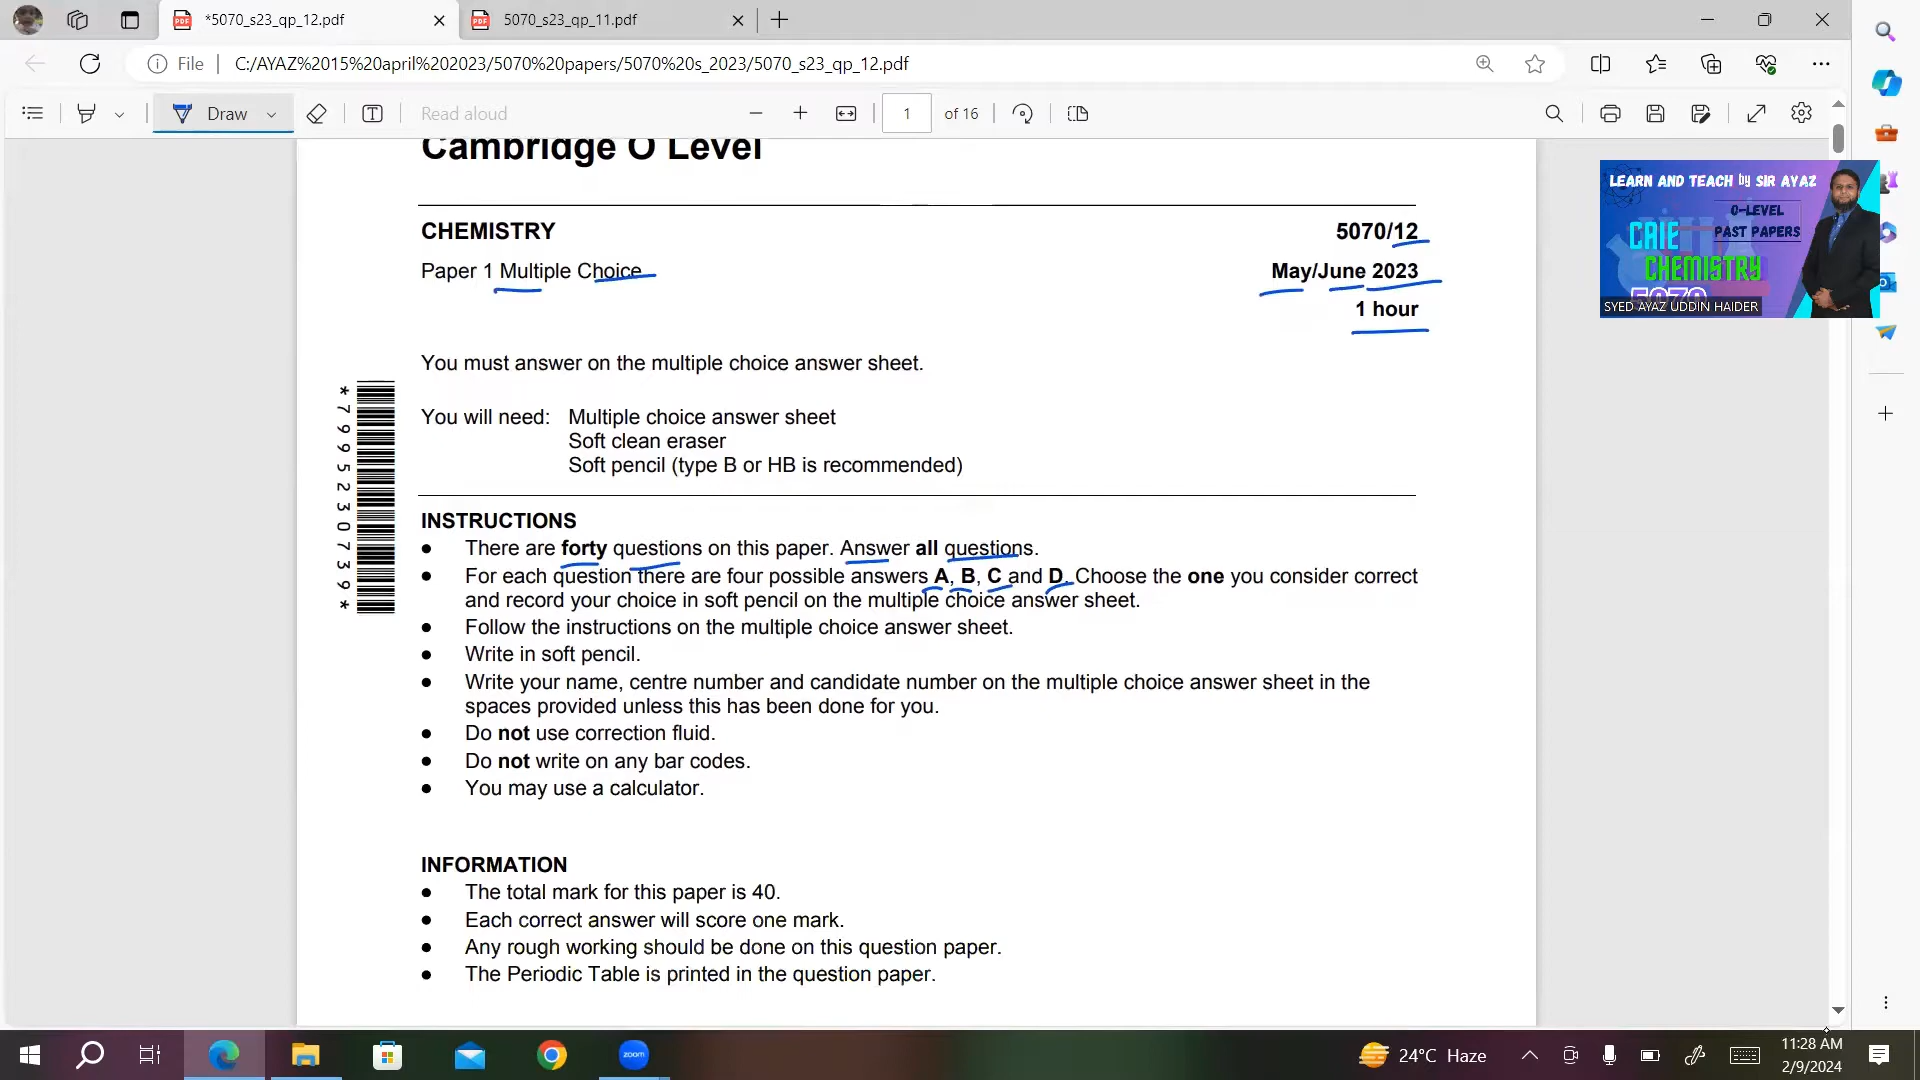 *5070_s23_qp_12.pdf
5070_s23_qp_11.pdf
File
C:/AYAZ%2015%20april%202023/5070%20papers/5070%20s_2023/5070_s23_qp_12.pdf
Draw
Read aloud
1 of 16
Cambridge O Level
CHEMISTRY 5070/12
Paper 1 Multiple Choice May/June 2023
1 hour
You must answer on the multiple choice answer sheet.
You will need: Multiple choice answer sheet
Soft clean eraser
Soft pencil (type B or HB is recommended)
*7995230739*
INSTRUCTIONS
● There are forty questions on this paper. Answer all questions.
● For each question there are four possible answers A, B, C and D. Choose the one you consider correct
and record your choice in soft pencil on the multiple choice answer sheet.
● Follow the instructions on the multiple choice answer sheet.
● Write in soft pencil.
● Write your name, centre number and candidate number on the multiple choice answer sheet in the
spaces provided unless this has been done for you.
● Do not use correction fluid.
● Do not write on any bar codes.
● You may use a calculator.
INFORMATION
● The total mark for this paper is 40.
● Each correct answer will score one mark.
● Any rough working should be done on this question paper.
● The Periodic Table is printed in the question paper.
LEARN AND TEACH by SIR AYAZ
O-LEVEL
PAST PAPERS
CAIE
CHEMISTRY
5070
SYED AYAZ UDDIN HAIDER
zoom
24°C Haze
11:28 AM
2/9/2024